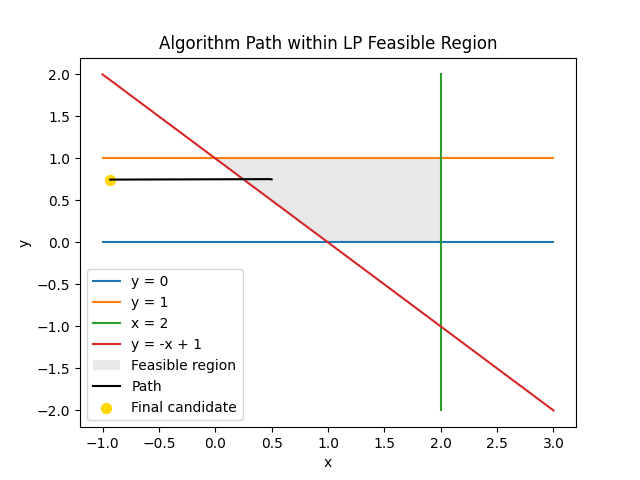 Algorithm Path within LP Feasible Region
2.0
1.5
1.0
0.5
0.0
−0.5
−1.0
−1.5
−2.0
y
y = 0
y = 1
x = 2
y = -x + 1
Feasible region
Path
Final candidate
−1.0 −0.5 0.0 0.5 1.0 1.5 2.0 2.5 3.0
x